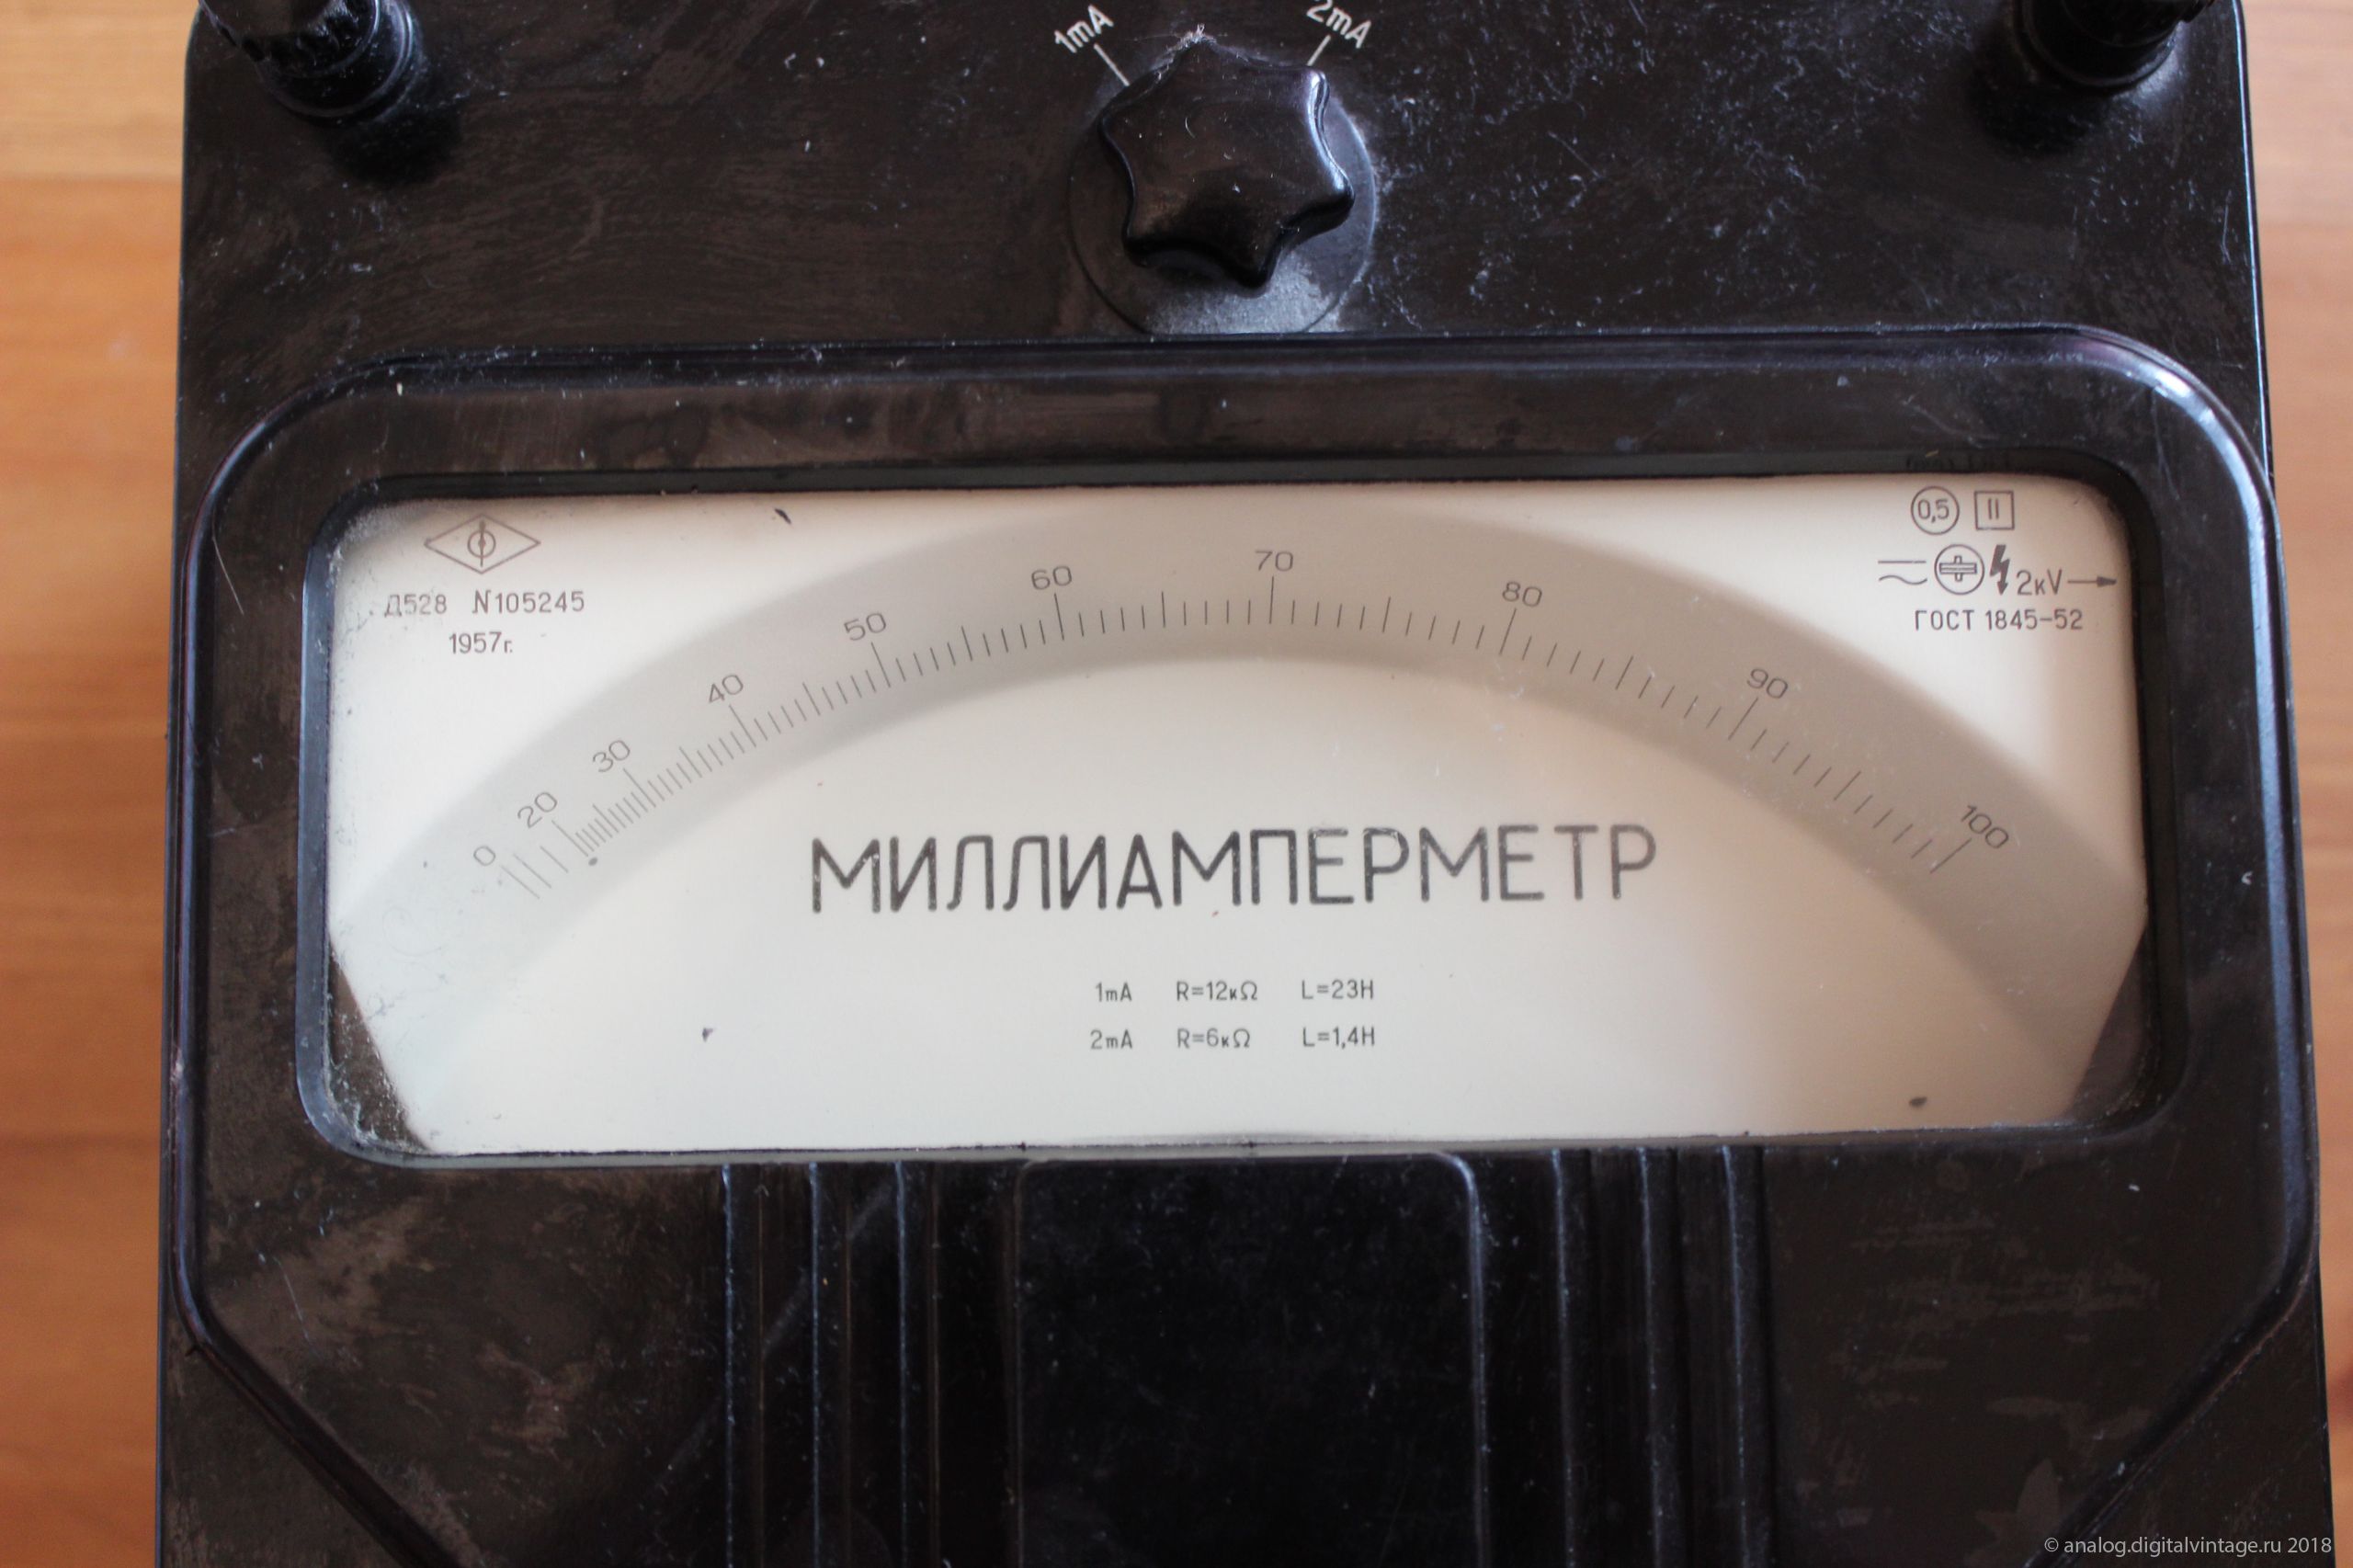 1mA 2mA
0,5 II
Д528 N105245
1957г.
2кV
ГОСТ 1845-52
0 20 30 40 50 60 70 80 90 100
МИЛЛИАМПЕРМЕТР
1mA R=12кΩ L=23H
2mA R=6кΩ L=1,4H
© analog.digitalvintage.ru 2018